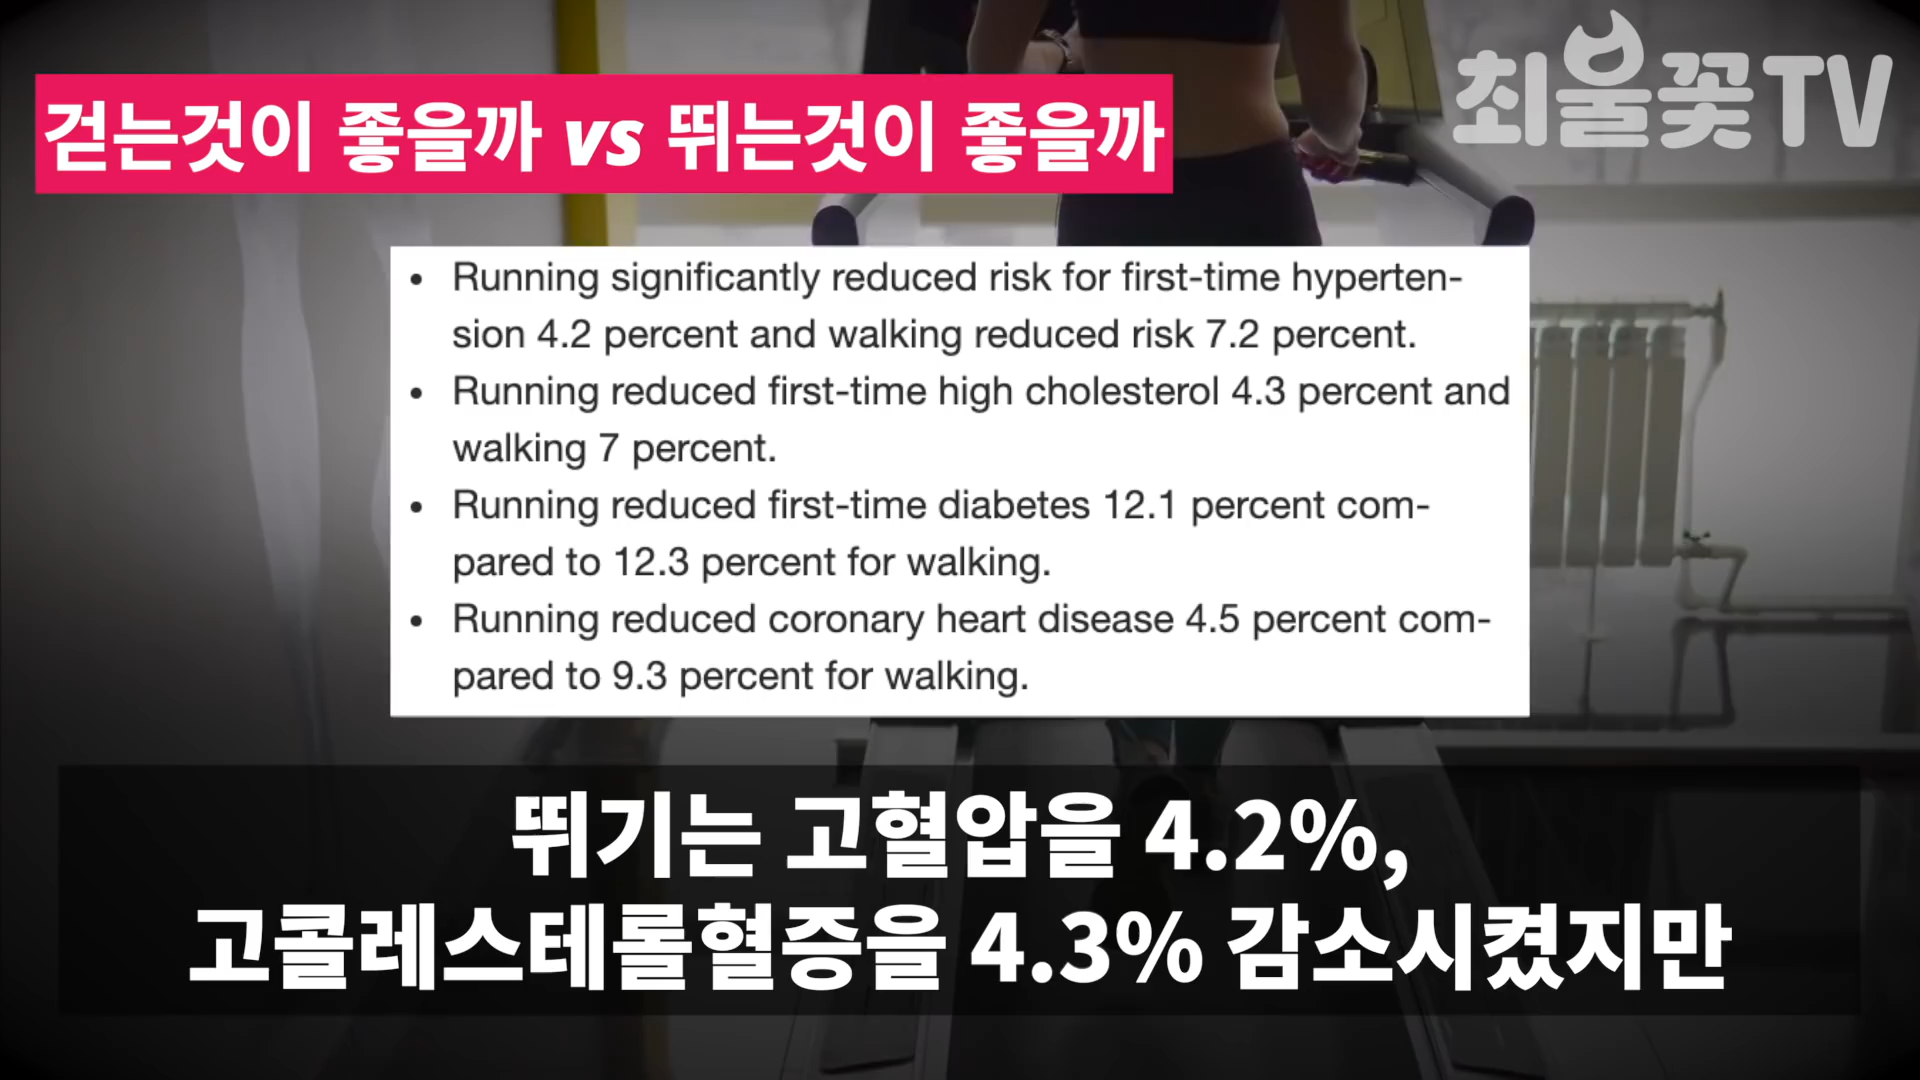 최울꽃TV
걷는것이 좋을까 vs 뛰는것이 좋을까
• Running significantly reduced risk for first-time hyperten-
sion 4.2 percent and walking reduced risk 7.2 percent.
• Running reduced first-time high cholesterol 4.3 percent and
walking 7 percent.
• Running reduced first-time diabetes 12.1 percent com-
pared to 12.3 percent for walking.
• Running reduced coronary heart disease 4.5 percent com-
pared to 9.3 percent for walking.
뛰기는 고혈압을 4.2%,
고콜레스테롤혈증을 4.3% 감소시켰지만